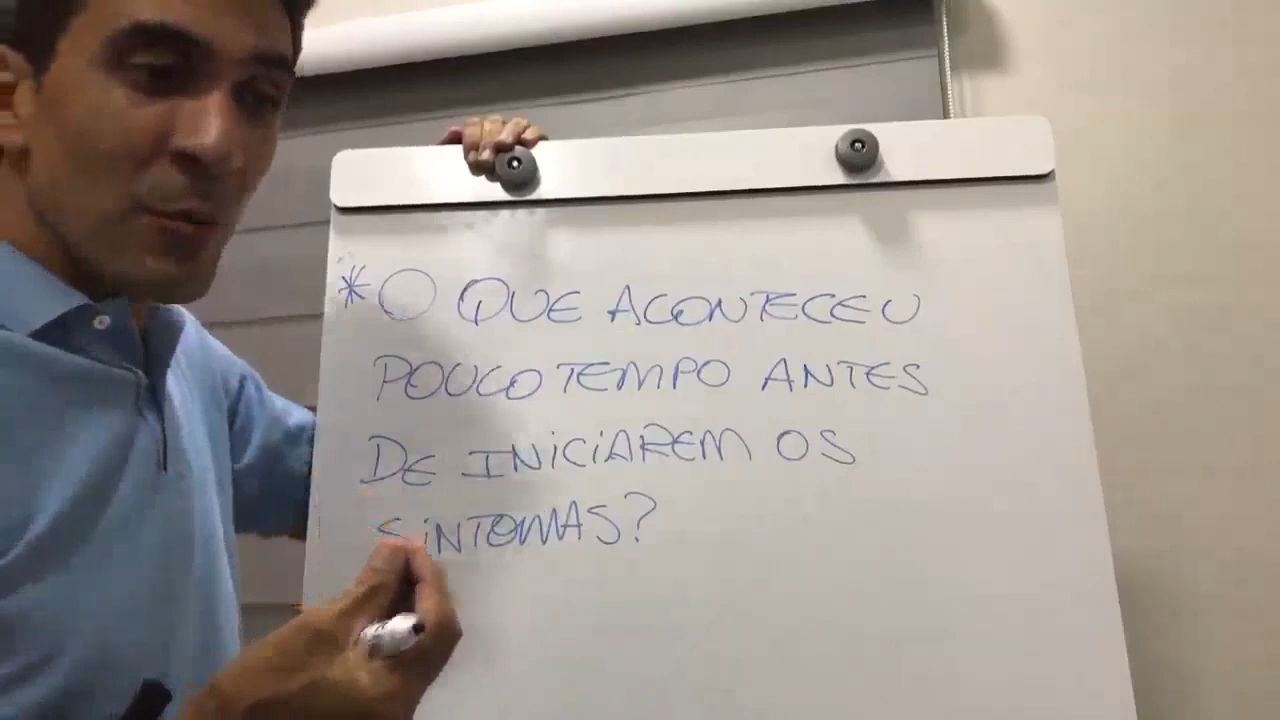 *O QUE ACONTECEU
POUCO TEMPO ANTES
DE INICIAREM OS
SINTOMAS?